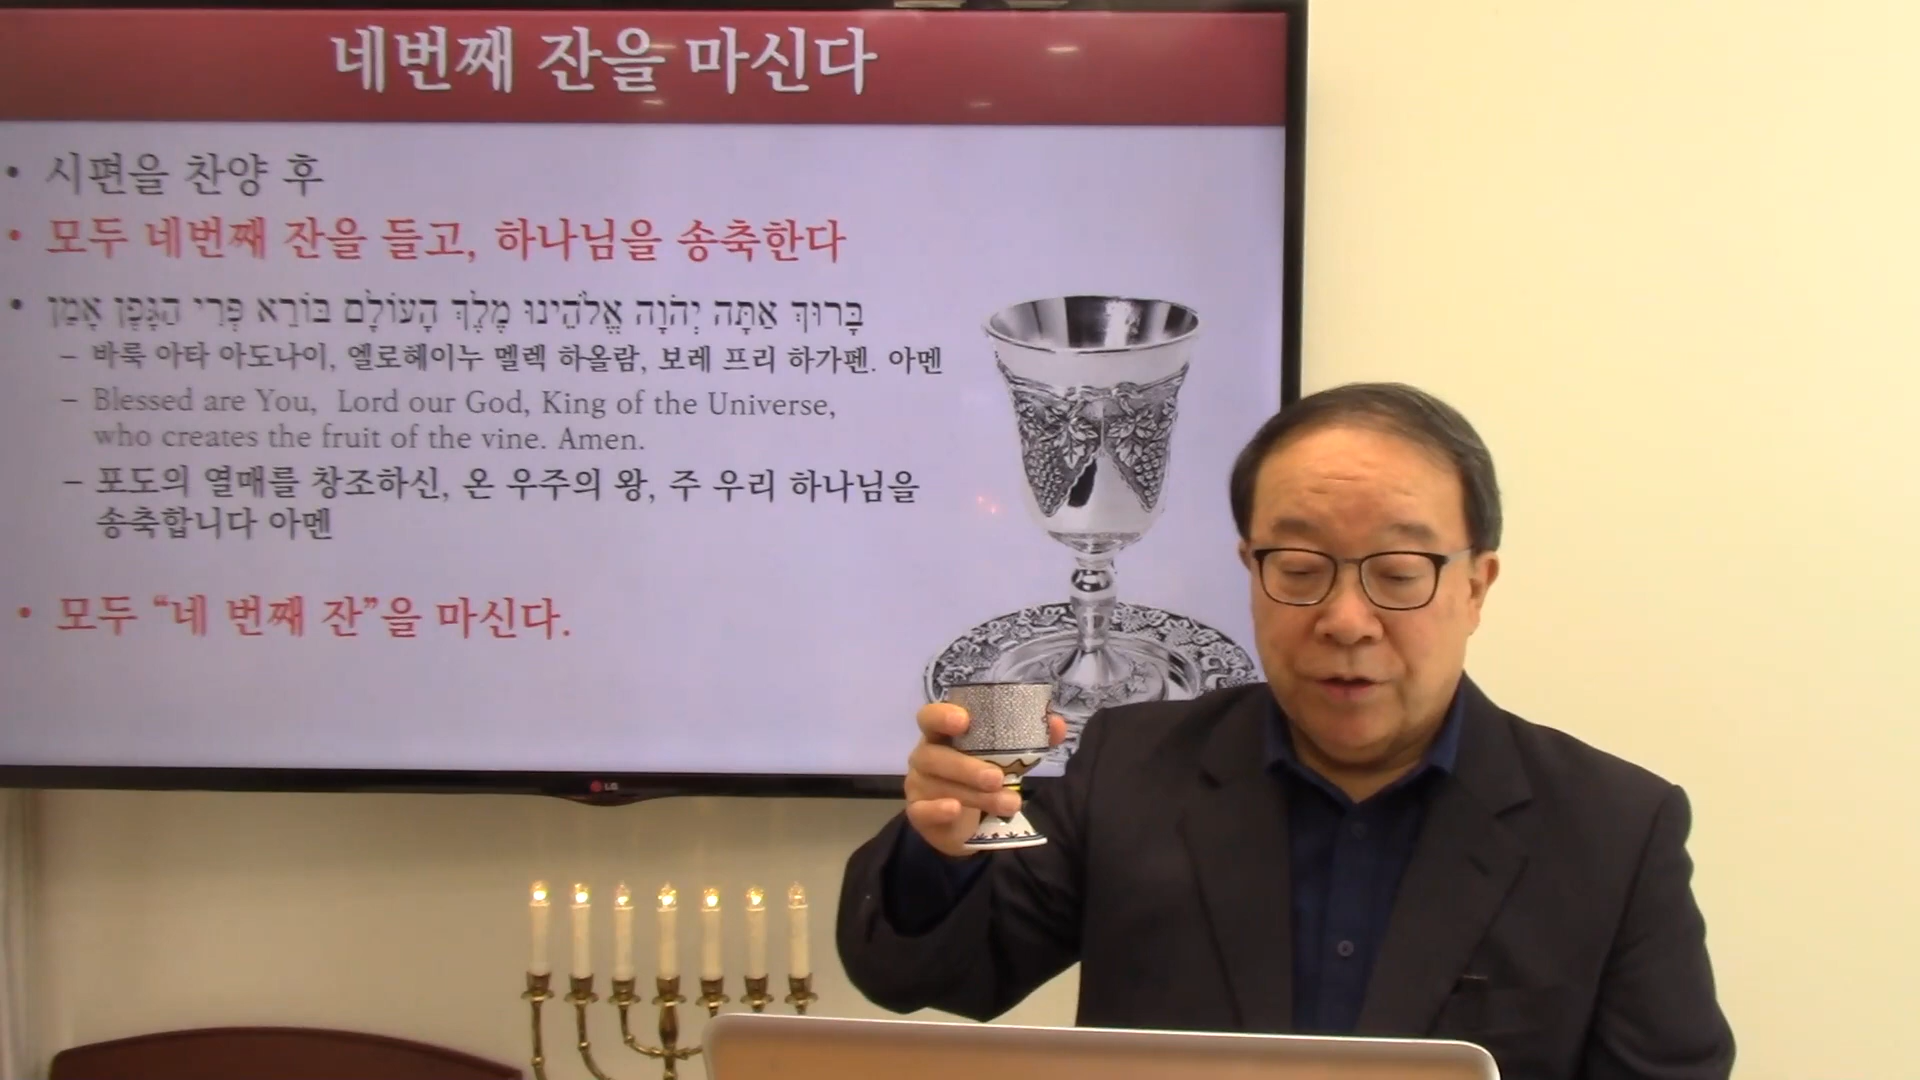 네번째 잔을 마신다
• 시편을 찬양 후
• 모두 네번째 잔을 들고, 하나님을 송축한다
• בָּרוּךְ אַתָּה יְהֹוָה אֱלֹהֵינוּ מֶלֶךְ הָעוֹלָם בּוֹרֵא פְּרִי הַגָּפֶן אָמֵן
– 바룩 아타 아도나이, 엘로헤이누 멜렉 하올람, 보레 프리 하가펜. 아멘
– Blessed are You, Lord our God, King of the Universe,
who creates the fruit of the vine. Amen.
– 포도의 열매를 창조하신, 온 우주의 왕, 주 우리 하나님을
송축합니다 아멘
• 모두 “네 번째 잔”을 마신다.
LG